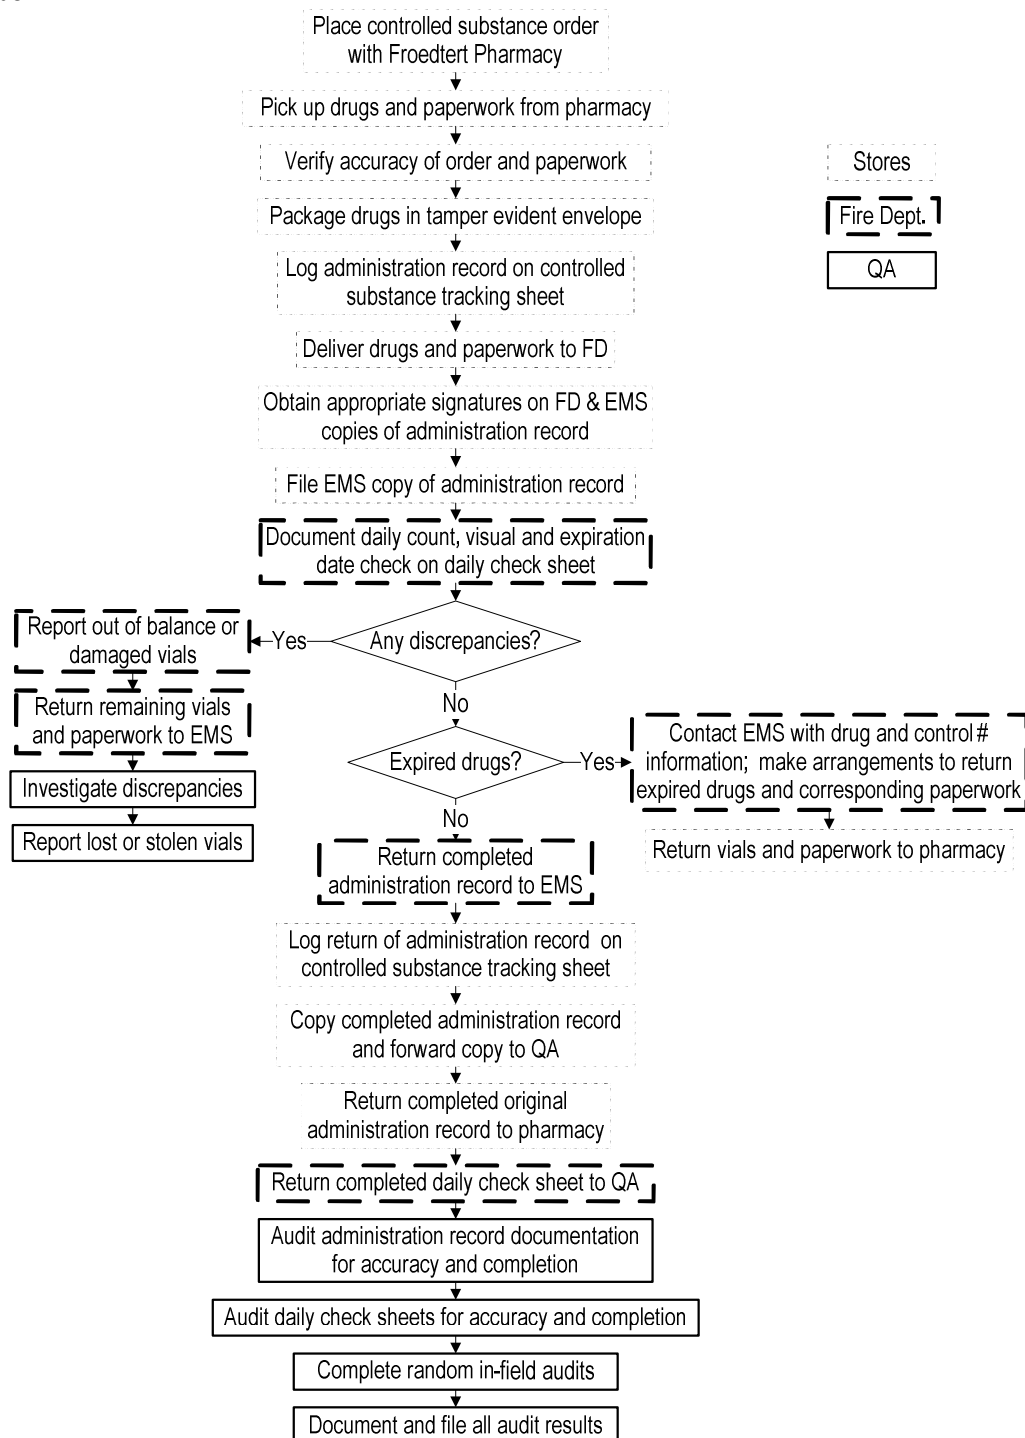 Place controlled substance order
with Froedtert Pharmacy
Pick up drugs and paperwork from pharmacy
Verify accuracy of order and paperwork
Package drugs in tamper evident envelope
Log administration record on controlled
substance tracking sheet
Deliver drugs and paperwork to FD
Obtain appropriate signatures on FD & EMS
copies of administration record
File EMS copy of administration record
Document daily count, visual and expiration
date check on daily check sheet
Stores
Fire Dept.
QA
Any discrepancies?
Yes
Report out of balance or
damaged vials
Return remaining vials
and paperwork to EMS
Investigate discrepancies
Report lost or stolen vials
No
Expired drugs?
Yes
Contact EMS with drug and control #
information; make arrangements to return
expired drugs and corresponding paperwork
Return vials and paperwork to pharmacy
No
Return completed
administration record to EMS
Log return of administration record on
controlled substance tracking sheet
Copy completed administration record
and forward copy to QA
Return completed original
administration record to pharmacy
Return completed daily check sheet to QA
Audit administration record documentation
for accuracy and completion
Audit daily check sheets for accuracy and completion
Complete random in-field audits
Document and file all audit results